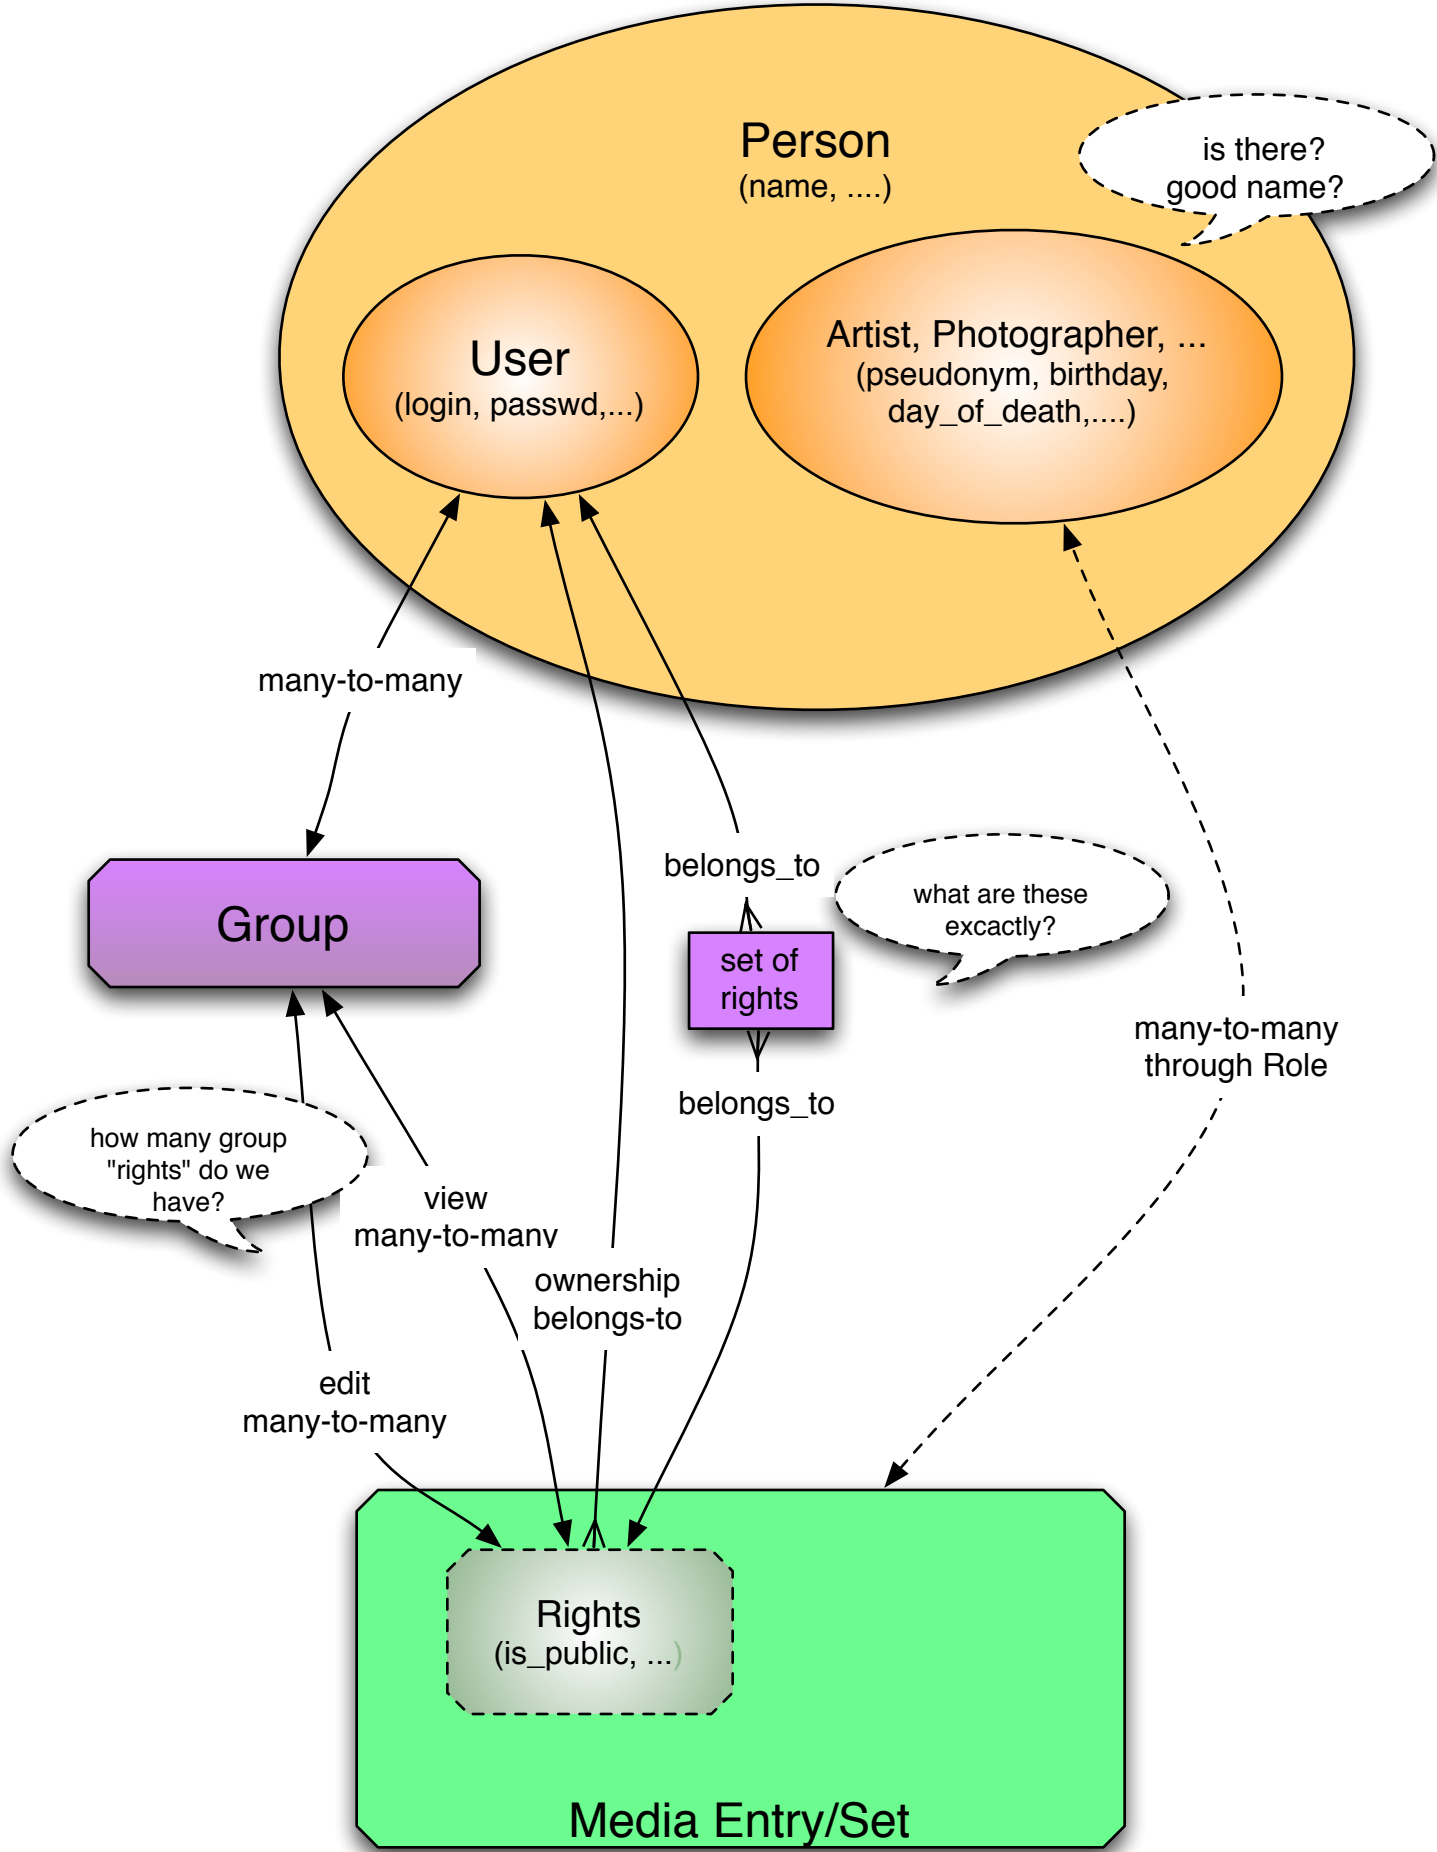 Person
(name, ....)
is there?
good name?
User
(login, passwd,...)
Artist, Photographer, ...
(pseudonym, birthday,
day_of_death,....)
many-to-many
belongs_to
what are these
excactly?
Group
set of
rights
many-to-many
through Role
belongs_to
how many group
"rights" do we
have?
view
many-to-many
ownership
belongs-to
edit
many-to-many
Rights
(is_public, ...)
Media Entry/Set